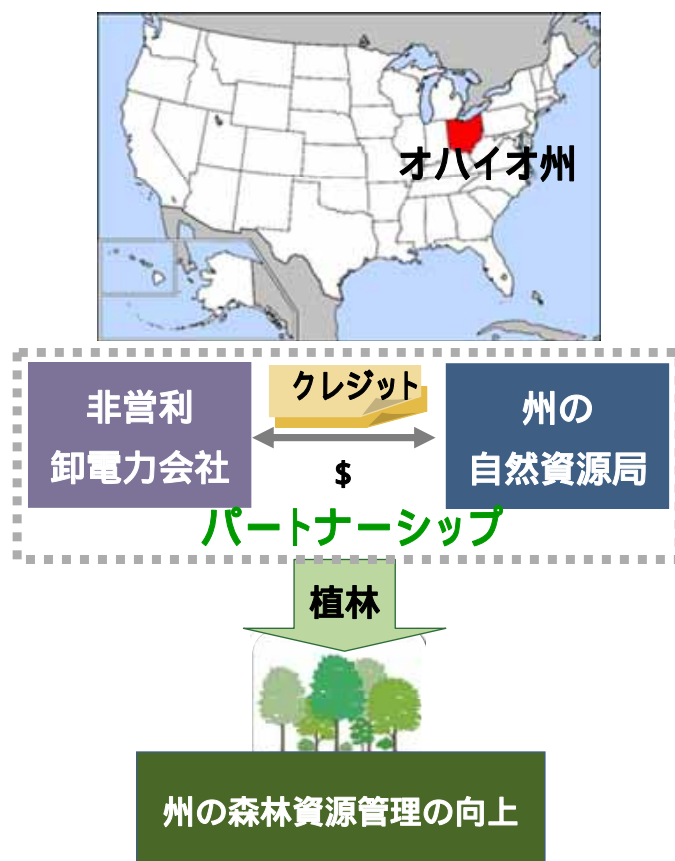 オハイオ州
クレジット
非営利
卸電力会社
$
州の
自然資源局
パートナーシップ
植林
州の森林資源管理の向上